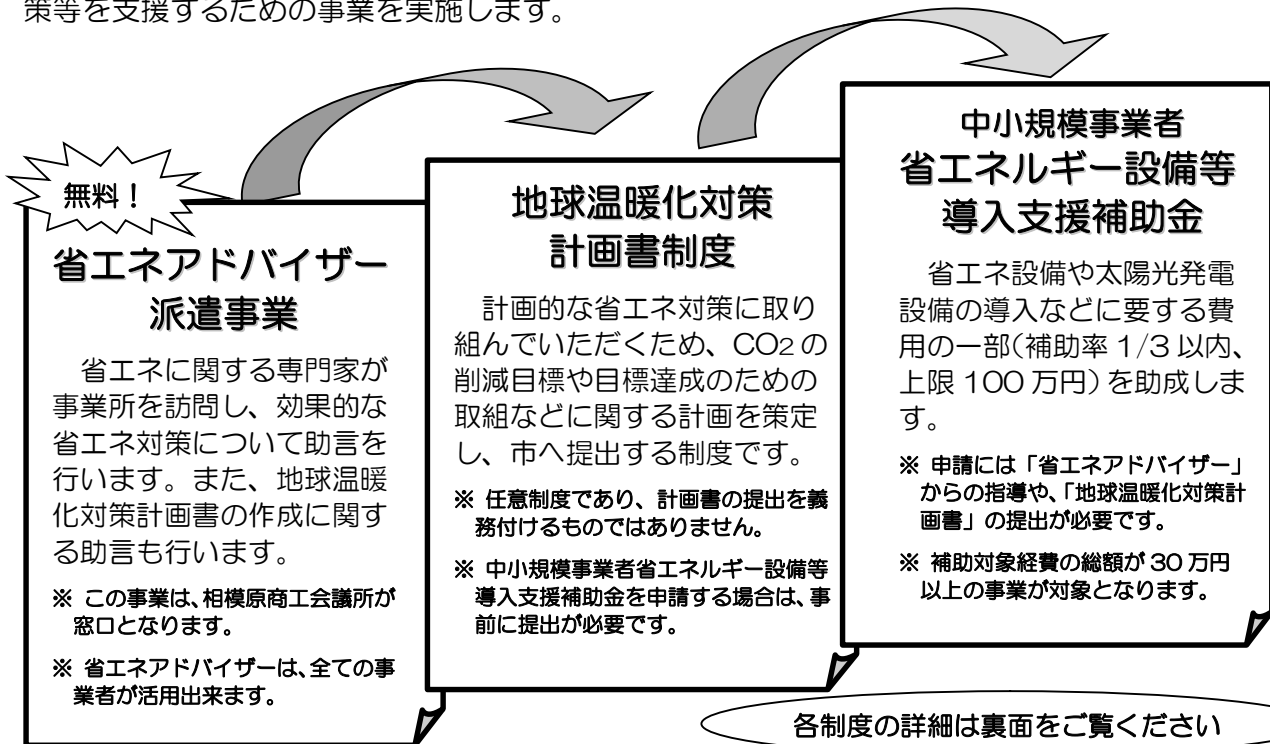 策等を支援するための事業を実施します。
無料！
省エネアドバイザー
派遣事業
省エネに関する専門家が
事業所を訪問し、効果的な
省エネ対策について助言を
行います。また、地球温暖
化対策計画書の作成に関す
る助言も行います。
※ この事業は、相模原商工会議所が
窓口となります。
※ 省エネアドバイザーは、全ての事
業者が活用出来ます。
地球温暖化対策
計画書制度
計画的な省エネ対策に取り
組んでいただくため、CO2の
削減目標や目標達成のための
取組などに関する計画を策定
し、市へ提出する制度です。
※ 任意制度であり、計画書の提出を義
務付けるものではありません。
※ 中小規模事業者省エネルギー設備等
導入支援補助金を申請する場合は、事
前に提出が必要です。
中小規模事業者
省エネルギー設備等
導入支援補助金
省エネ設備や太陽光発電
設備の導入などに要する費
用の一部（補助率 1/3 以内、
上限 100 万円）を助成しま
す。
※ 申請には「省エネアドバイザー」
からの指導や、「地球温暖化対策計
画書」の提出が必要です。
※ 補助対象経費の総額が 30 万円
以上の事業が対象となります。
各制度の詳細は裏面をご覧ください